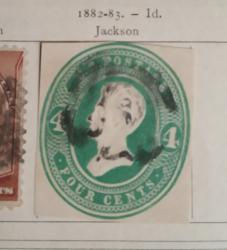 1882-83. — 1d.
Jackson
POSTAGE
4 4
FOUR CENTS